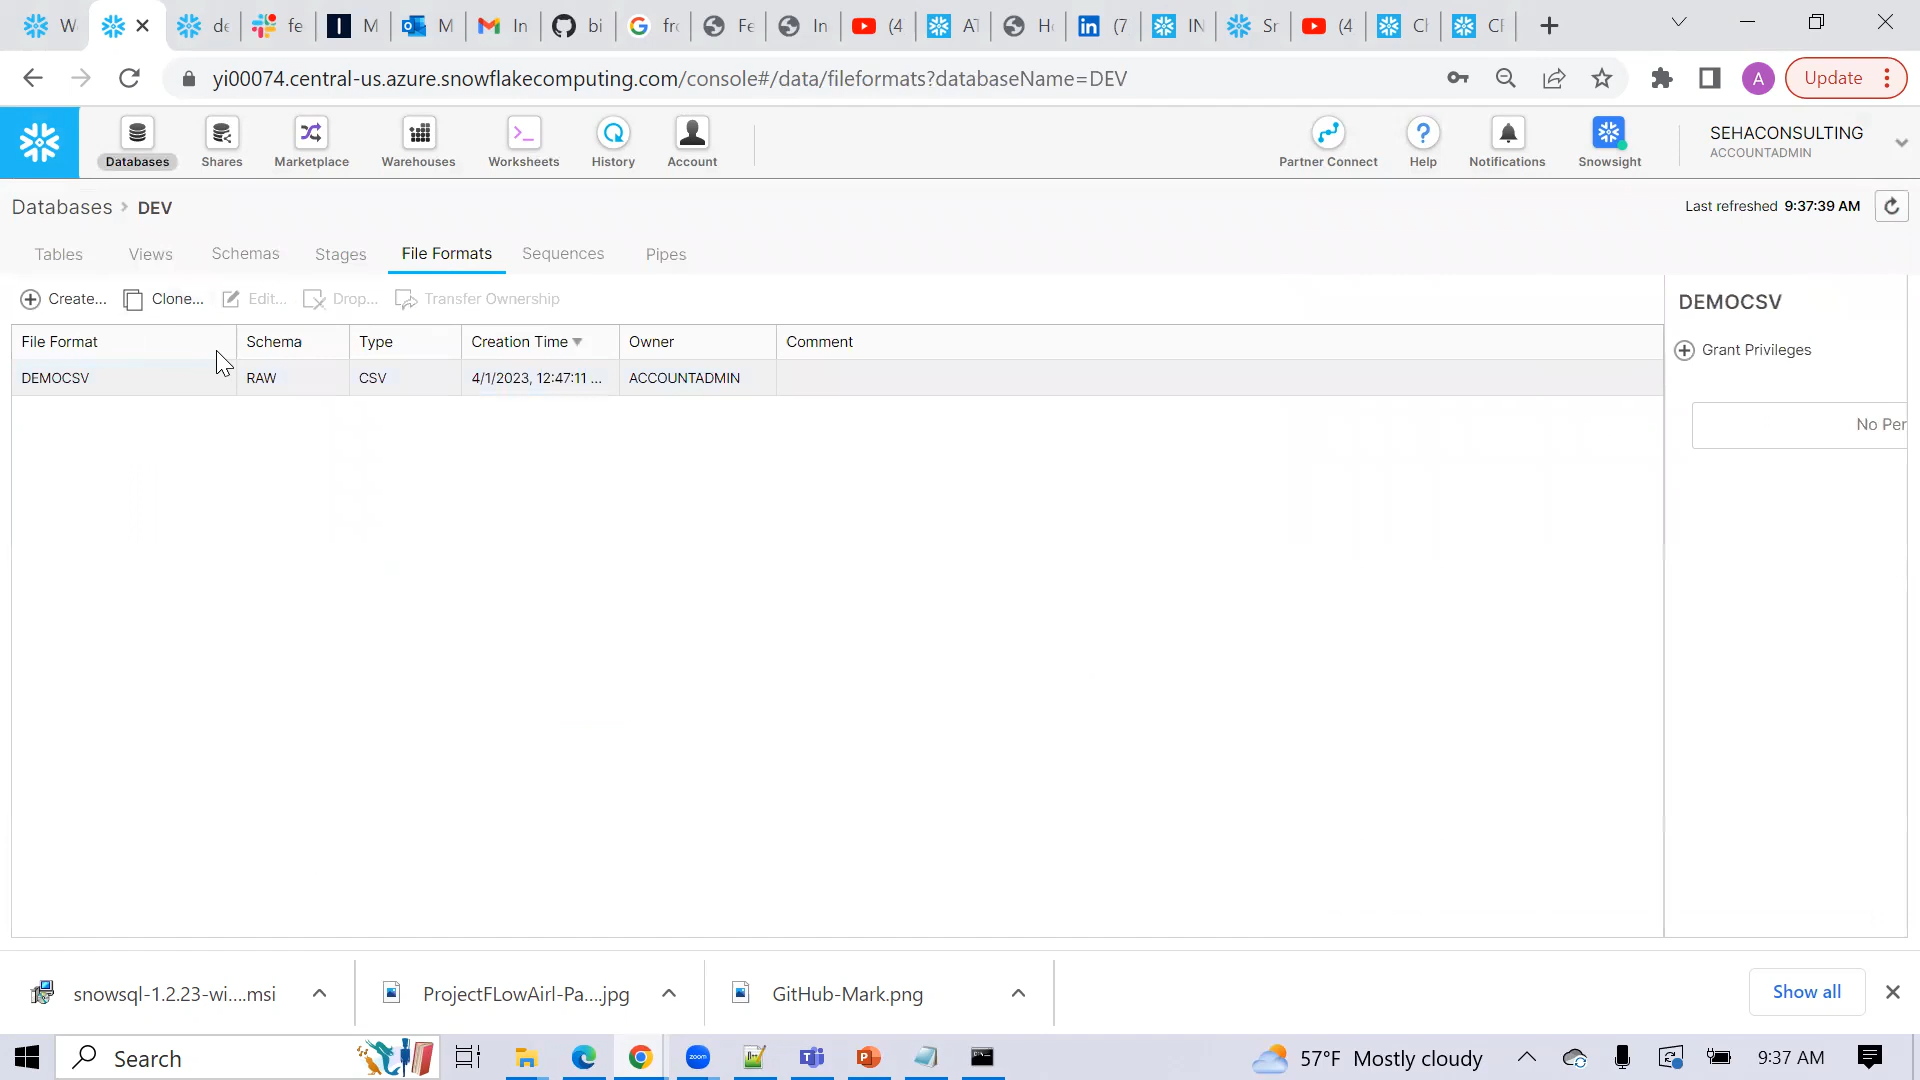 W
de
fe
M
M
In
bi
fro
Fe
In
(4
AT
Ho
(7
IN
Sn
(4
Cl
yi00074.central-us.azure.snowflakecomputing.com/console#/data/fileformats?databaseName=DEV
A
Update
Databases
Shares
Marketplace
Warehouses
Worksheets
History
Account
Partner Connect
Help
Notifications
Snowsight
SEHACONSULTING
ACCOUNTADMIN
Databases > DEV
Last refreshed 9:37:39 AM
Tables Views Schemas Stages File Formats Sequences Pipes
Create... Clone... Edit... Drop... Transfer Ownership
File Format Schema Type Creation Time Owner Comment
DEMOCSV RAW CSV 4/1/2023, 12:47:11 ... ACCOUNTADMIN
DEMOCSV
Grant Privileges
No Per
snowsql-1.2.23-wi....msi
ProjectFLowAirl-Pa....jpg
GitHub-Mark.png
Show all
Search
zoom
57°F Mostly cloudy
9:37 AM